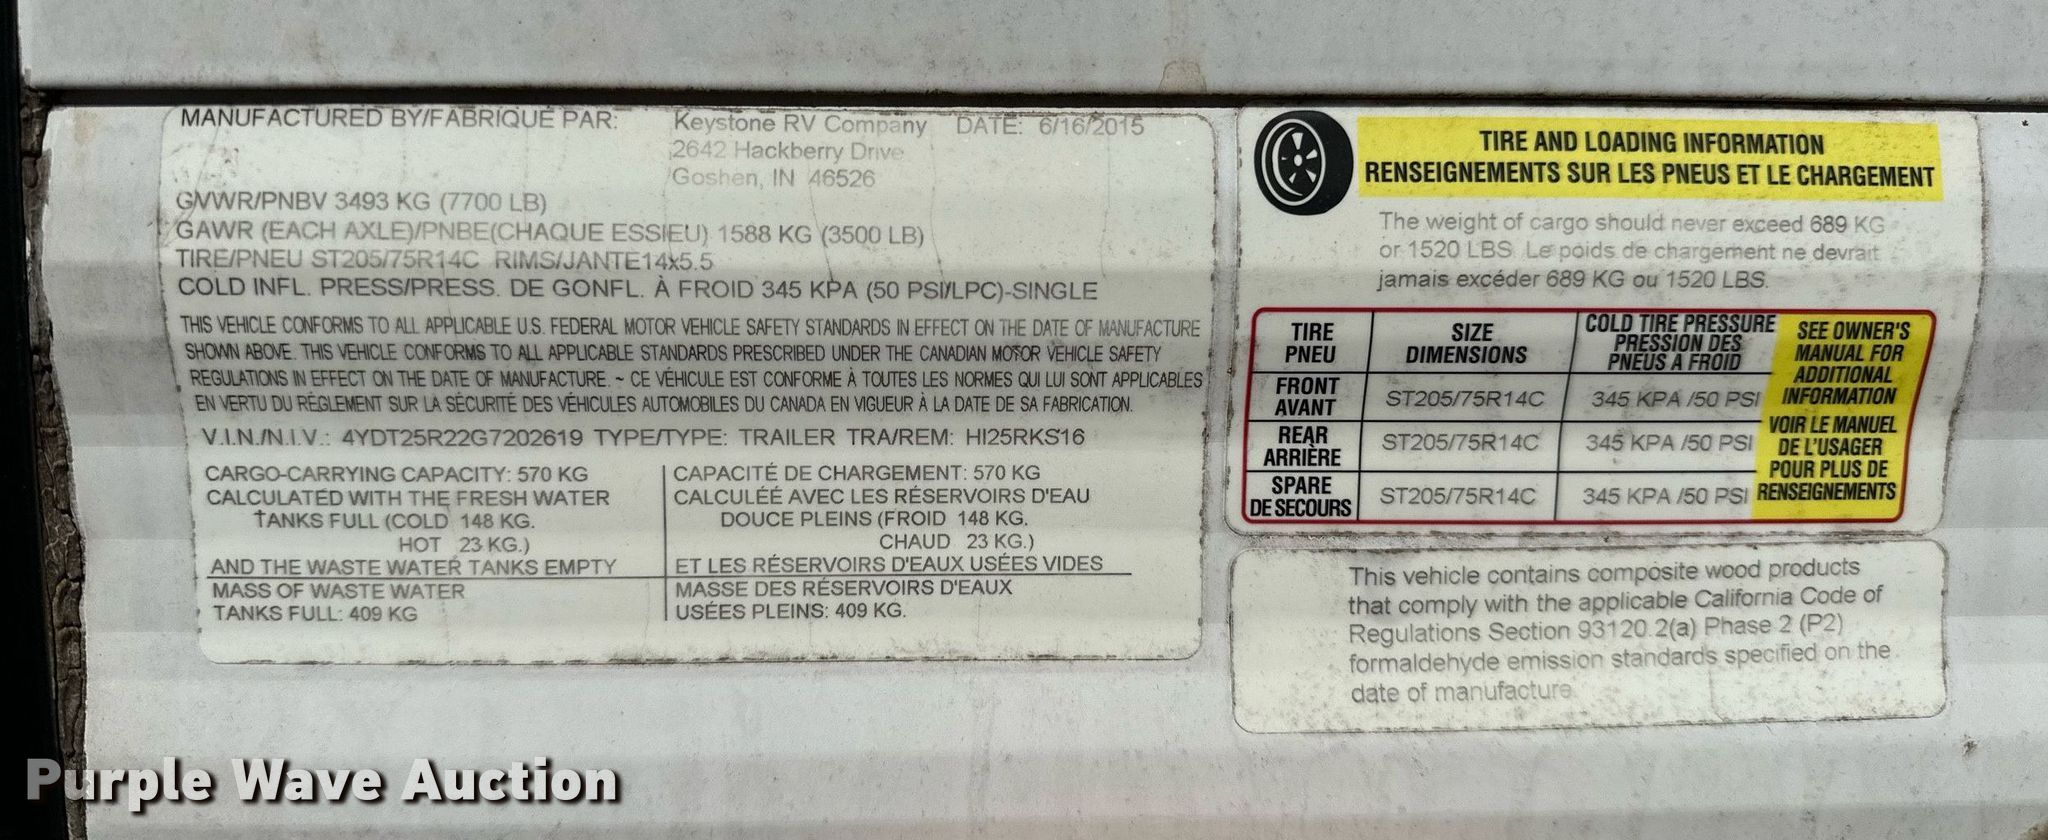 MANUFACTURED BY/FABRIQUÉ PAR: Keystone RV Company DATE: 6/16/2015
2642 Hackberry Drive
Goshen, IN 46526
GVWR/PNBV 3493 KG (7700 LB)
GAWR (EACH AXLE)/PNBE(CHAQUE ESSIEU) 1588 KG (3500 LB)
TIRE/PNEU ST205/75R14C RIMS/JANTE14x5.5
COLD INFL. PRESS/PRESS. DE GONFL. À FROID 345 KPA (50 PSI/LPC)-SINGLE
THIS VEHICLE CONFORMS TO ALL APPLICABLE U.S. FEDERAL MOTOR VEHICLE SAFETY STANDARDS IN EFFECT ON THE DATE OF MANUFACTURE
SHOWN ABOVE. THIS VEHICLE CONFORMS TO ALL APPLICABLE STANDARDS PRESCRIBED UNDER THE CANADIAN MOTOR VEHICLE SAFETY
REGULATIONS IN EFFECT ON THE DATE OF MANUFACTURE. ~ CE VÉHICULE EST CONFORME À TOUTES LES NORMES QUI LUI SONT APPLICABLES
EN VERTU DU RÉGLEMENT SUR LA SÉCURITÉ DES VÉHICULES AUTOMOBILES DU CANADA EN VIGUEUR À LA DATE DE SA FABRICATION.
V.I.N./N.I.V.: 4YDT25R22G7202619 TYPE/TYPE: TRAILER TRA/REM: HI25RKS16
CARGO-CARRYING CAPACITY: 570 KG
CALCULATED WITH THE FRESH WATER
TANKS FULL (COLD 148 KG.
HOT 23 KG.)
AND THE WASTE WATER TANKS EMPTY
MASS OF WASTE WATER
TANKS FULL: 409 KG
CAPACITÉ DE CHARGEMENT: 570 KG
CALCULÉÉ AVEC LES RÉSERVOIRS D'EAU
DOUCE PLEINS (FROID 148 KG.
CHAUD 23 KG.)
ET LES RÉSERVOIRS D'EAUX USÉES VIDES
MASSE DES RÉSERVOIRS D'EAUX
USÉES PLEINS: 409 KG.
TIRE AND LOADING INFORMATION
RENSEIGNEMENTS SUR LES PNEUS ET LE CHARGEMENT
The weight of cargo should never exceed 689 KG
or 1520 LBS. Le poids de chargement ne devrait
jamais excéder 689 KG ou 1520 LBS.
TIRE
PNEU
SIZE
DIMENSIONS
COLD TIRE PRESSURE
PRESSION DES
PNEUS A FROID
FRONT
AVANT
ST205/75R14C 345 KPA /50 PSI
REAR
ARRIÈRE
ST205/75R14C 345 KPA /50 PSI
SPARE
DE SECOURS
ST205/75R14C 345 KPA /50 PSI
SEE OWNER'S
MANUAL FOR
ADDITIONAL
INFORMATION
VOIR LE MANUEL
DE L'USAGER
POUR PLUS DE
RENSEIGNEMENTS
This vehicle contains composite wood products
that comply with the applicable California Code of
Regulations Section 93120.2(a) Phase 2 (P2)
formaldehyde emission standards specified on the
date of manufacture
Purple Wave Auction